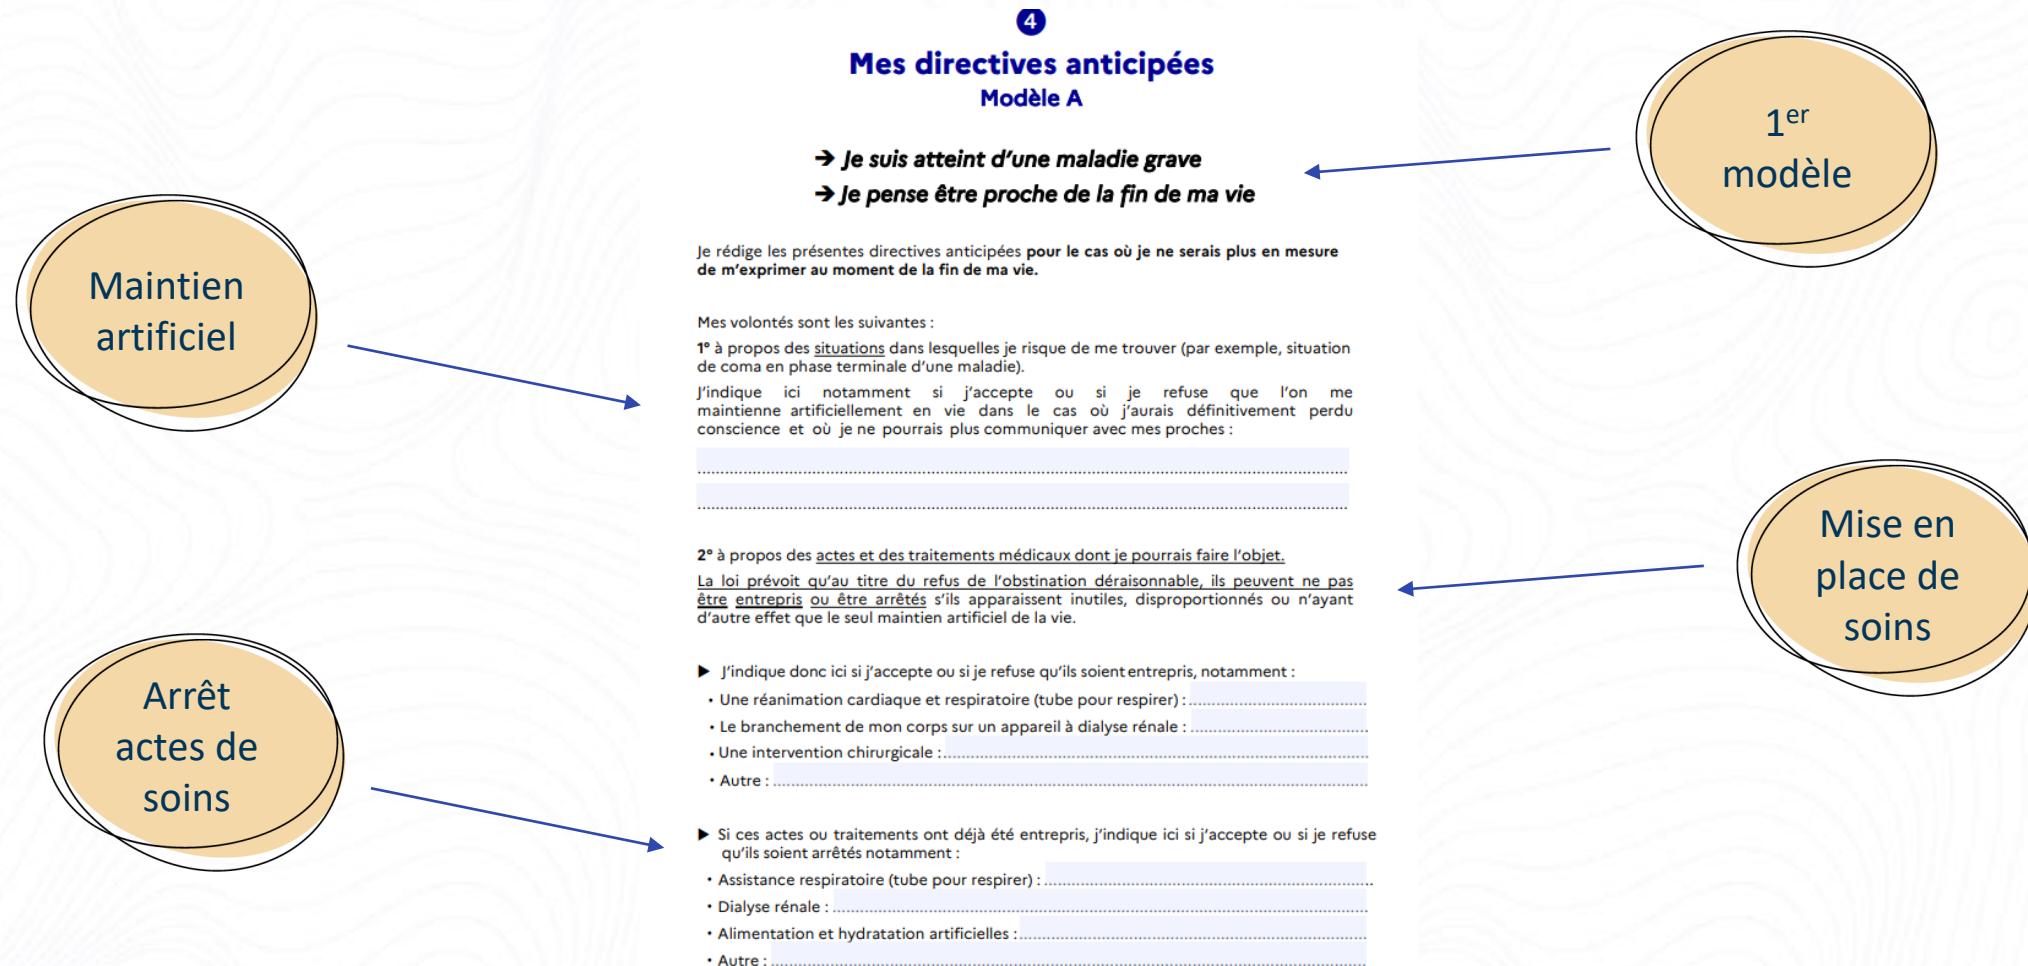 4
Mes directives anticipées
Modèle A
➔ Je suis atteint d'une maladie grave
➔ Je pense être proche de la fin de ma vie
1er
modèle
Je rédige les présentes directives anticipées pour le cas où je ne serais plus en mesure
de m'exprimer au moment de la fin de ma vie.
Maintien
artificiel
Mes volontés sont les suivantes :
1° à propos des situations dans lesquelles je risque de me trouver (par exemple, situation
de coma en phase terminale d'une maladie).
J'indique ici notamment si j'accepte ou si je refuse que l'on me
maintienne artificiellement en vie dans le cas où j'aurais définitivement perdu
conscience et où je ne pourrais plus communiquer avec mes proches :
2° à propos des actes et des traitements médicaux dont je pourrais faire l'objet.
La loi prévoit qu'au titre du refus de l'obstination déraisonnable, ils peuvent ne pas
être entrepris ou être arrêtés s'ils apparaissent inutiles, disproportionnés ou n'ayant
d'autre effet que le seul maintien artificiel de la vie.
Mise en
place de
soins
▶ J'indique donc ici si j'accepte ou si je refuse qu'ils soient entrepris, notamment :
• Une réanimation cardiaque et respiratoire (tube pour respirer) :
• Le branchement de mon corps sur un appareil à dialyse rénale :
• Une intervention chirurgicale :
• Autre :
Arrêt
actes de
soins
▶ Si ces actes ou traitements ont déjà été entrepris, j'indique ici si j'accepte ou si je refuse
qu'ils soient arrêtés notamment :
• Assistance respiratoire (tube pour respirer) :
• Dialyse rénale :
• Alimentation et hydratation artificielles :
• Autre :